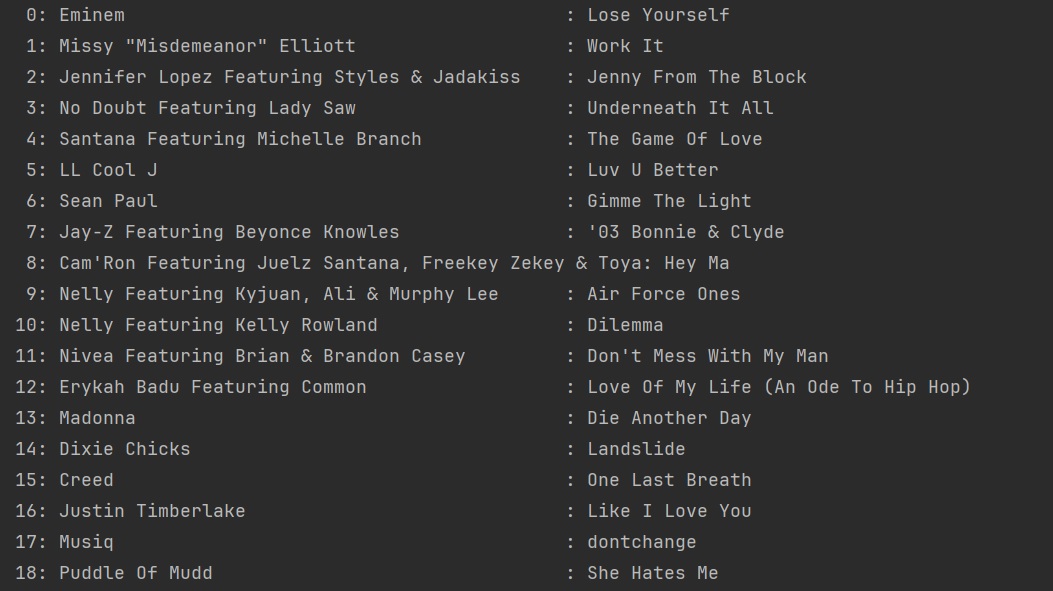 0: Eminem : Lose Yourself
1: Missy "Misdemeanor" Elliott : Work It
2: Jennifer Lopez Featuring Styles & Jadakiss : Jenny From The Block
3: No Doubt Featuring Lady Saw : Underneath It All
4: Santana Featuring Michelle Branch : The Game Of Love
5: LL Cool J : Luv U Better
6: Sean Paul : Gimme The Light
7: Jay-Z Featuring Beyonce Knowles : '03 Bonnie & Clyde
8: Cam'Ron Featuring Juelz Santana, Freekey Zekey & Toya: Hey Ma
9: Nelly Featuring Kyjuan, Ali & Murphy Lee : Air Force Ones
10: Nelly Featuring Kelly Rowland : Dilemma
11: Nivea Featuring Brian & Brandon Casey : Don't Mess With My Man
12: Erykah Badu Featuring Common : Love Of My Life (An Ode To Hip Hop)
13: Madonna : Die Another Day
14: Dixie Chicks : Landslide
15: Creed : One Last Breath
16: Justin Timberlake : Like I Love You
17: Musiq : dontchange
18: Puddle Of Mudd : She Hates Me